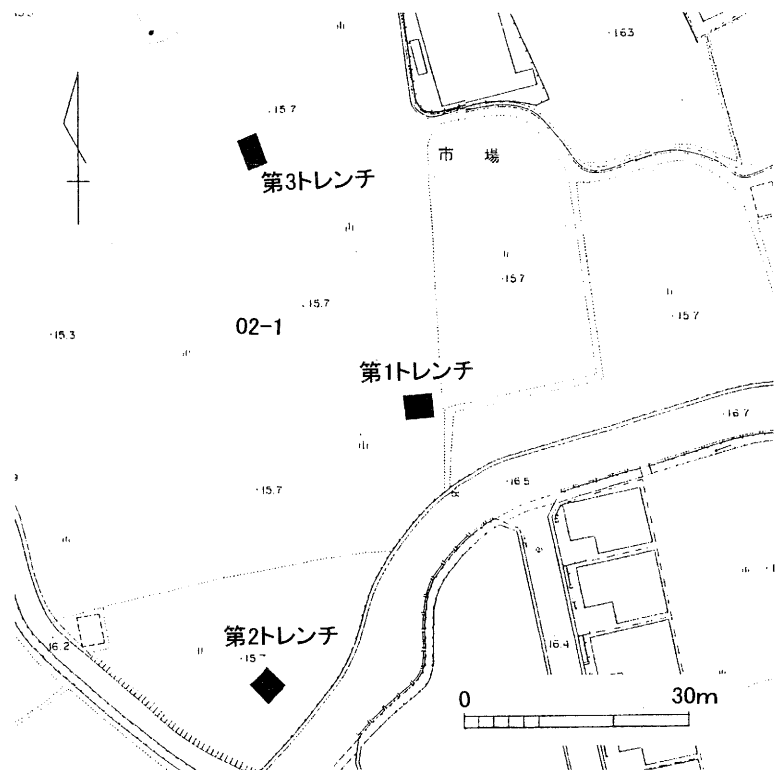 163
・15.7
市 場
第3トレンチ
・15.7
・15.7
・15.7
02-1
・15.3
第1トレンチ
・16.7
・16.5
・15.7
第2トレンチ
16.2
16.4
0 30m